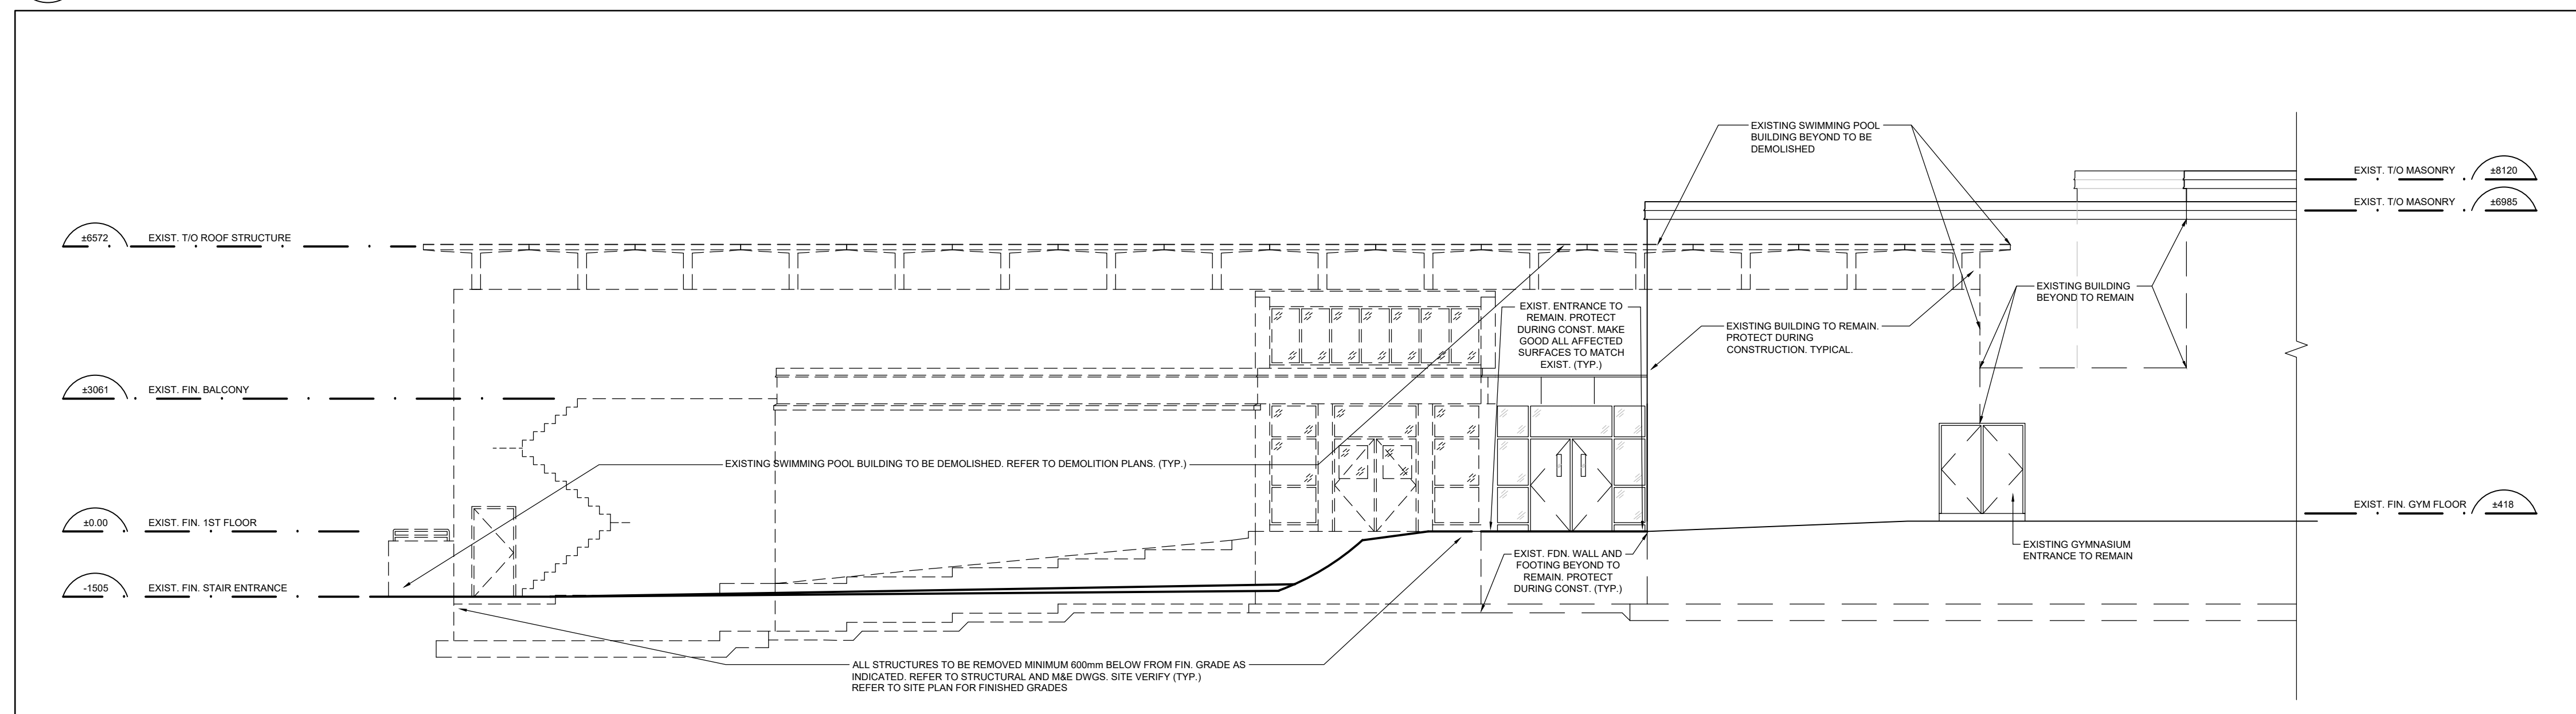 EXISTING SWIMMING POOL
BUILDING BEYOND TO BE
DEMOLISHED
EXIST. T/O MASONRY ±8120
EXIST. T/O MASONRY ±6985
±6572 EXIST. T/O ROOF STRUCTURE
EXISTING BUILDING
BEYOND TO REMAIN
EXIST. ENTRANCE TO
REMAIN. PROTECT
DURING CONST. MAKE
GOOD ALL AFFECTED
SURFACES TO MATCH
EXIST. (TYP.)
EXISTING BUILDING TO REMAIN.
PROTECT DURING
CONSTRUCTION. TYPICAL.
±3061 EXIST. FIN. BALCONY
EXISTING SWIMMING POOL BUILDING TO BE DEMOLISHED. REFER TO DEMOLITION PLANS. (TYP.)
EXIST. FIN. GYM FLOOR ±418
±0.00 EXIST. FIN. 1ST FLOOR
EXISTING GYMNASIUM
ENTRANCE TO REMAIN
EXIST. FDN. WALL AND
FOOTING BEYOND TO
REMAIN. PROTECT
DURING CONST. (TYP.)
-1505 EXIST. FIN. STAIR ENTRANCE
ALL STRUCTURES TO BE REMOVED MINIMUM 600mm BELOW FROM FIN. GRADE AS
INDICATED. REFER TO STRUCTURAL AND M&E DWGS. SITE VERIFY (TYP.)
REFER TO SITE PLAN FOR FINISHED GRADES